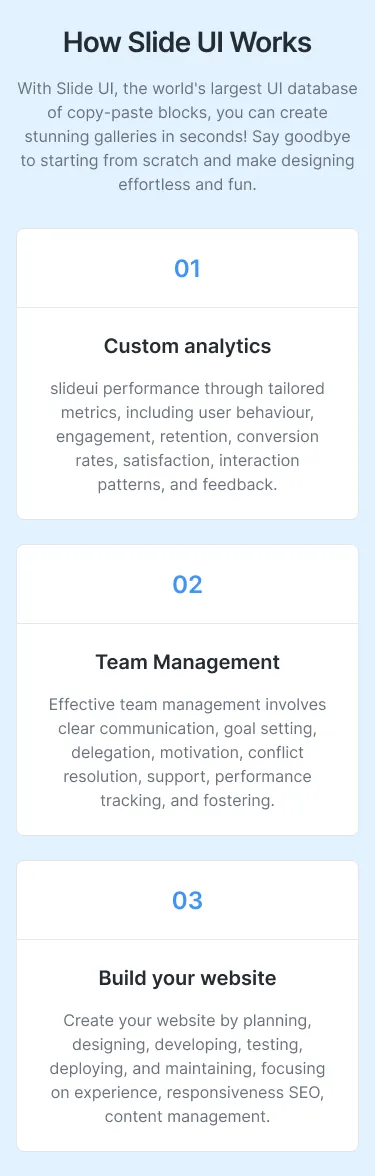 How Slide UI Works
With Slide UI, the world's largest UI database
of copy-paste blocks, you can create
stunning galleries in seconds! Say goodbye
to starting from scratch and make designing
effortless and fun.
01
Custom analytics
slideui performance through tailored
metrics, including user behaviour,
engagement, retention, conversion
rates, satisfaction, interaction
patterns, and feedback.
02
Team Management
Effective team management involves
clear communication, goal setting,
delegation, motivation, conflict
resolution, support, performance
tracking, and fostering.
03
Build your website
Create your website by planning,
designing, developing, testing,
deploying, and maintaining, focusing
on experience, responsiveness SEO,
content management.